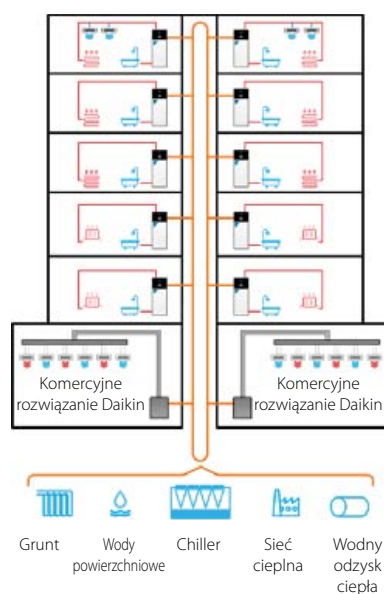 Komercyjne
rozwiązanie Daikin
Komercyjne
rozwiązanie Daikin
Grunt
Wody
powierzchniowe
Chiller
Sieć
cieplna
Wodny
odzysk
ciepła